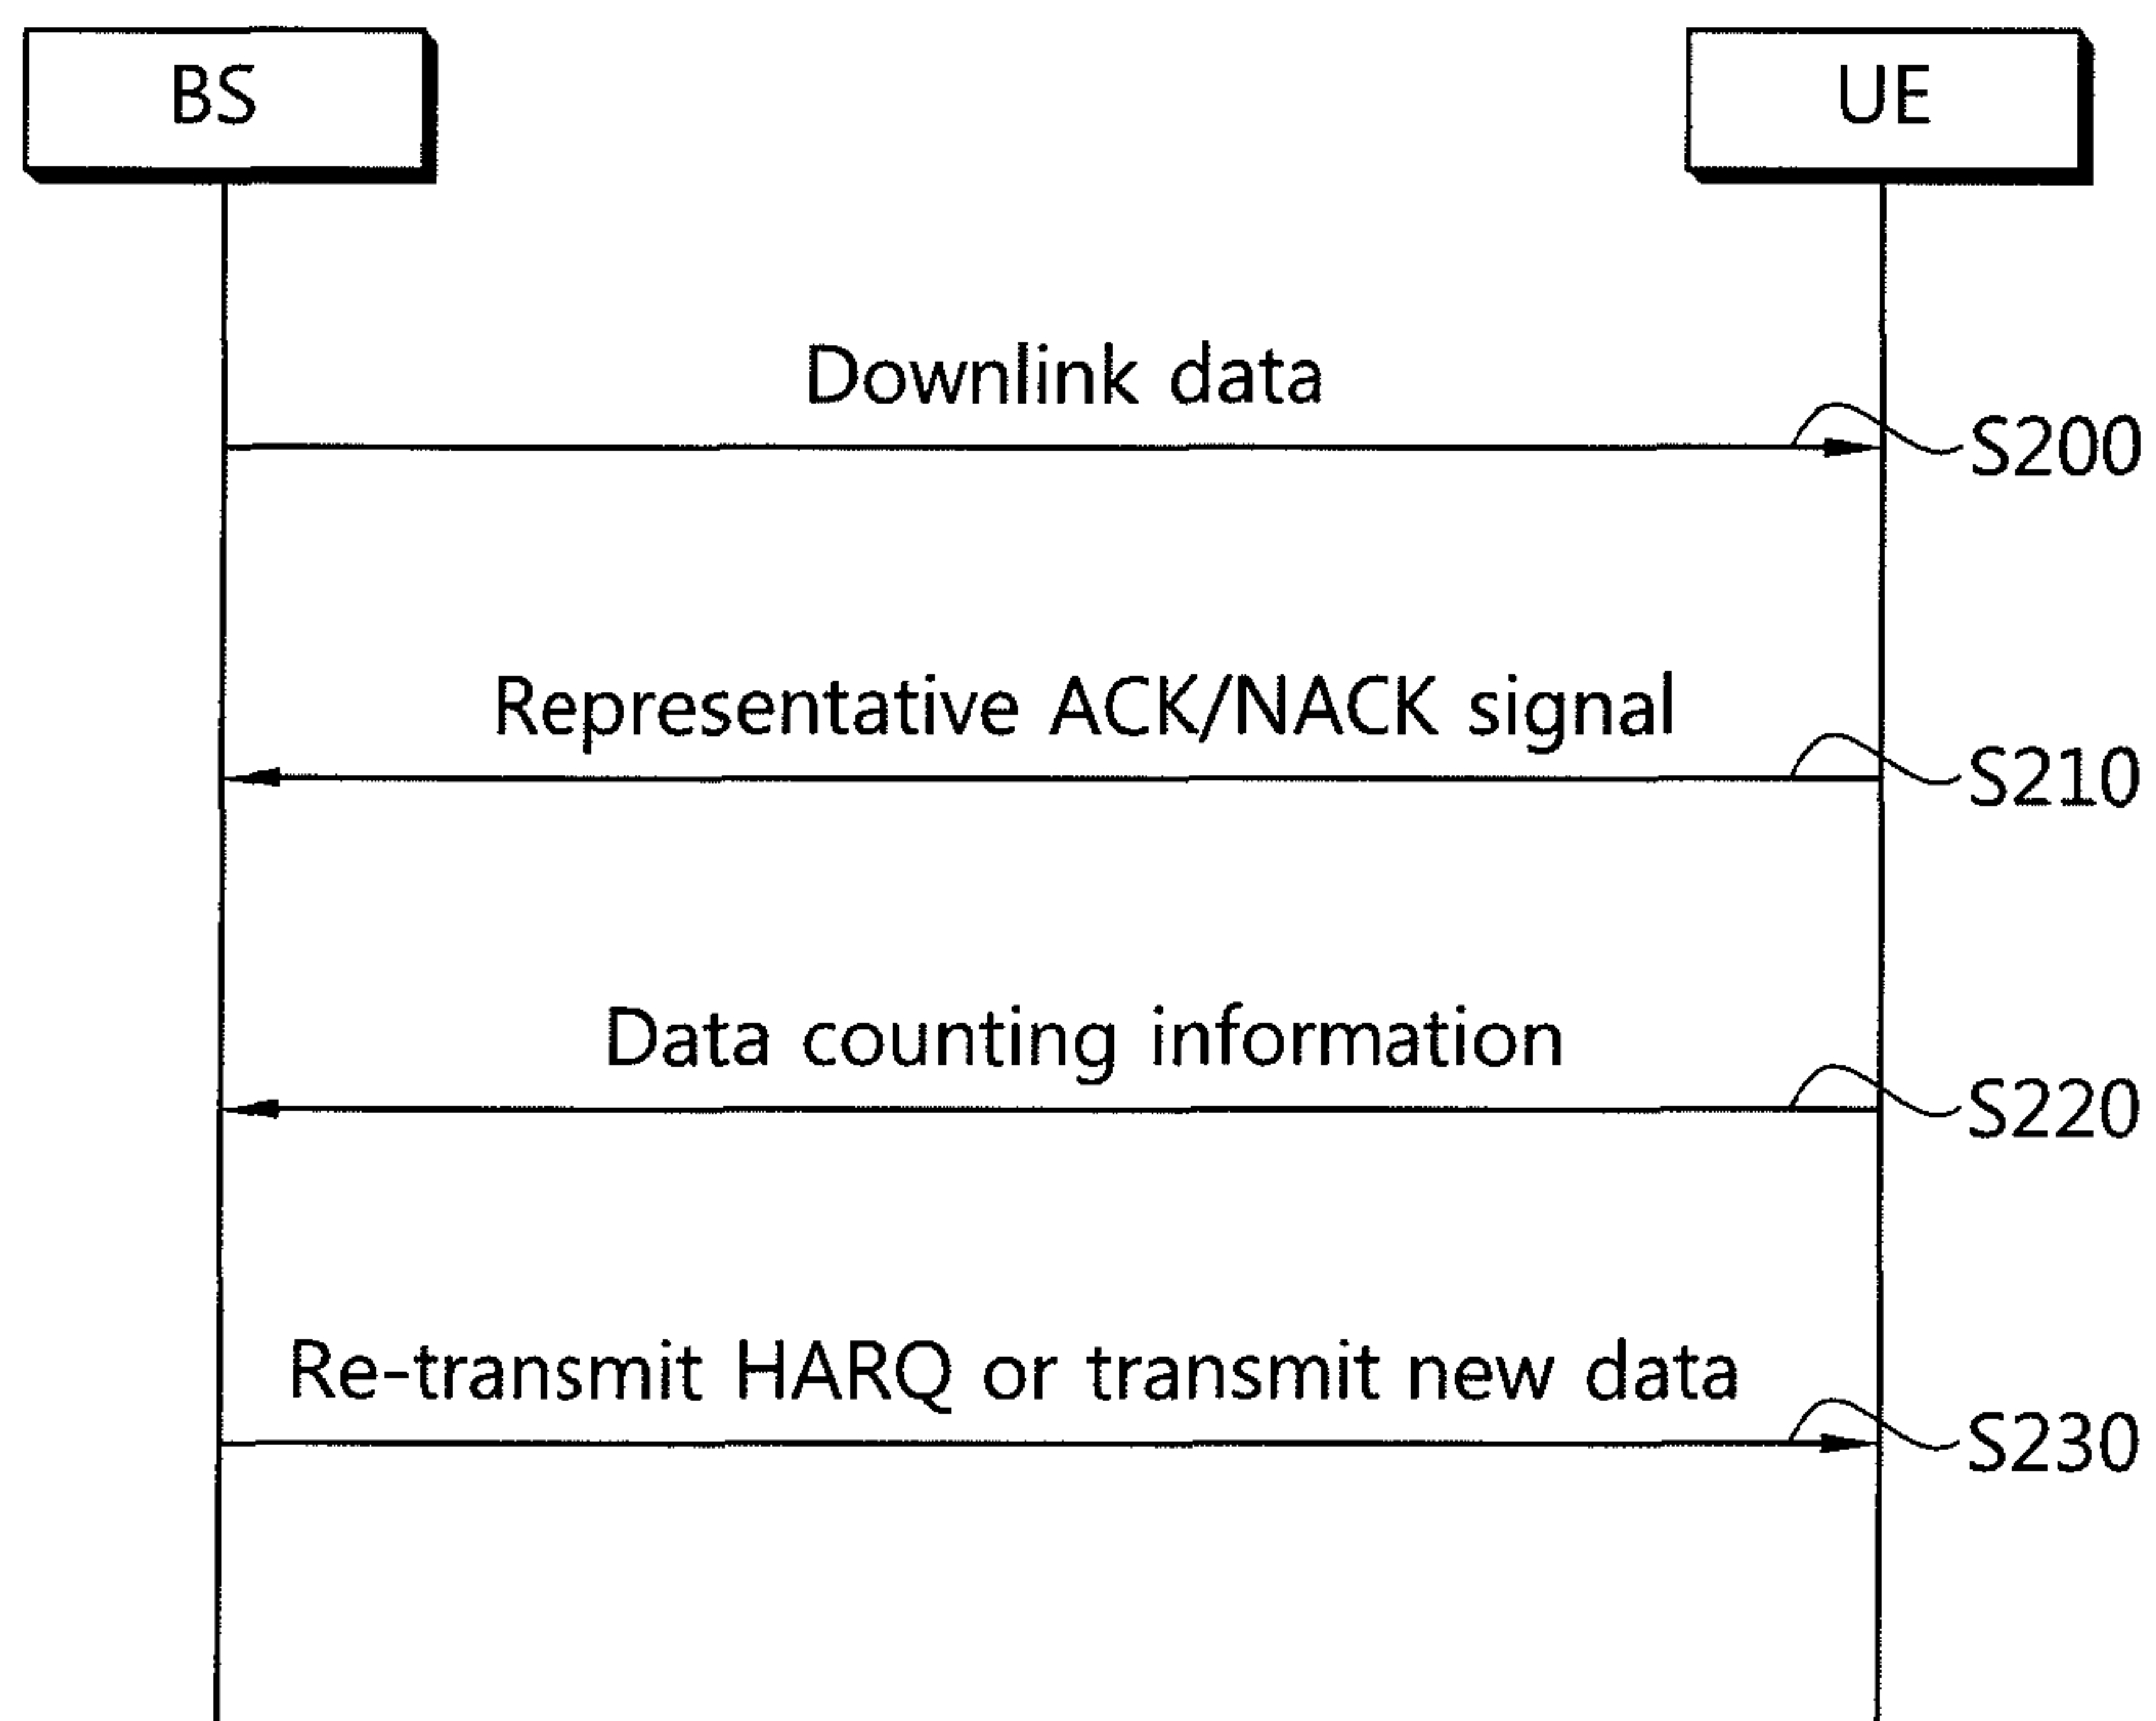 BS
UE
Downlink data
S200
Representative ACK/NACK signal
S210
Data counting information
S220
Re-transmit HARQ or transmit new data
S230